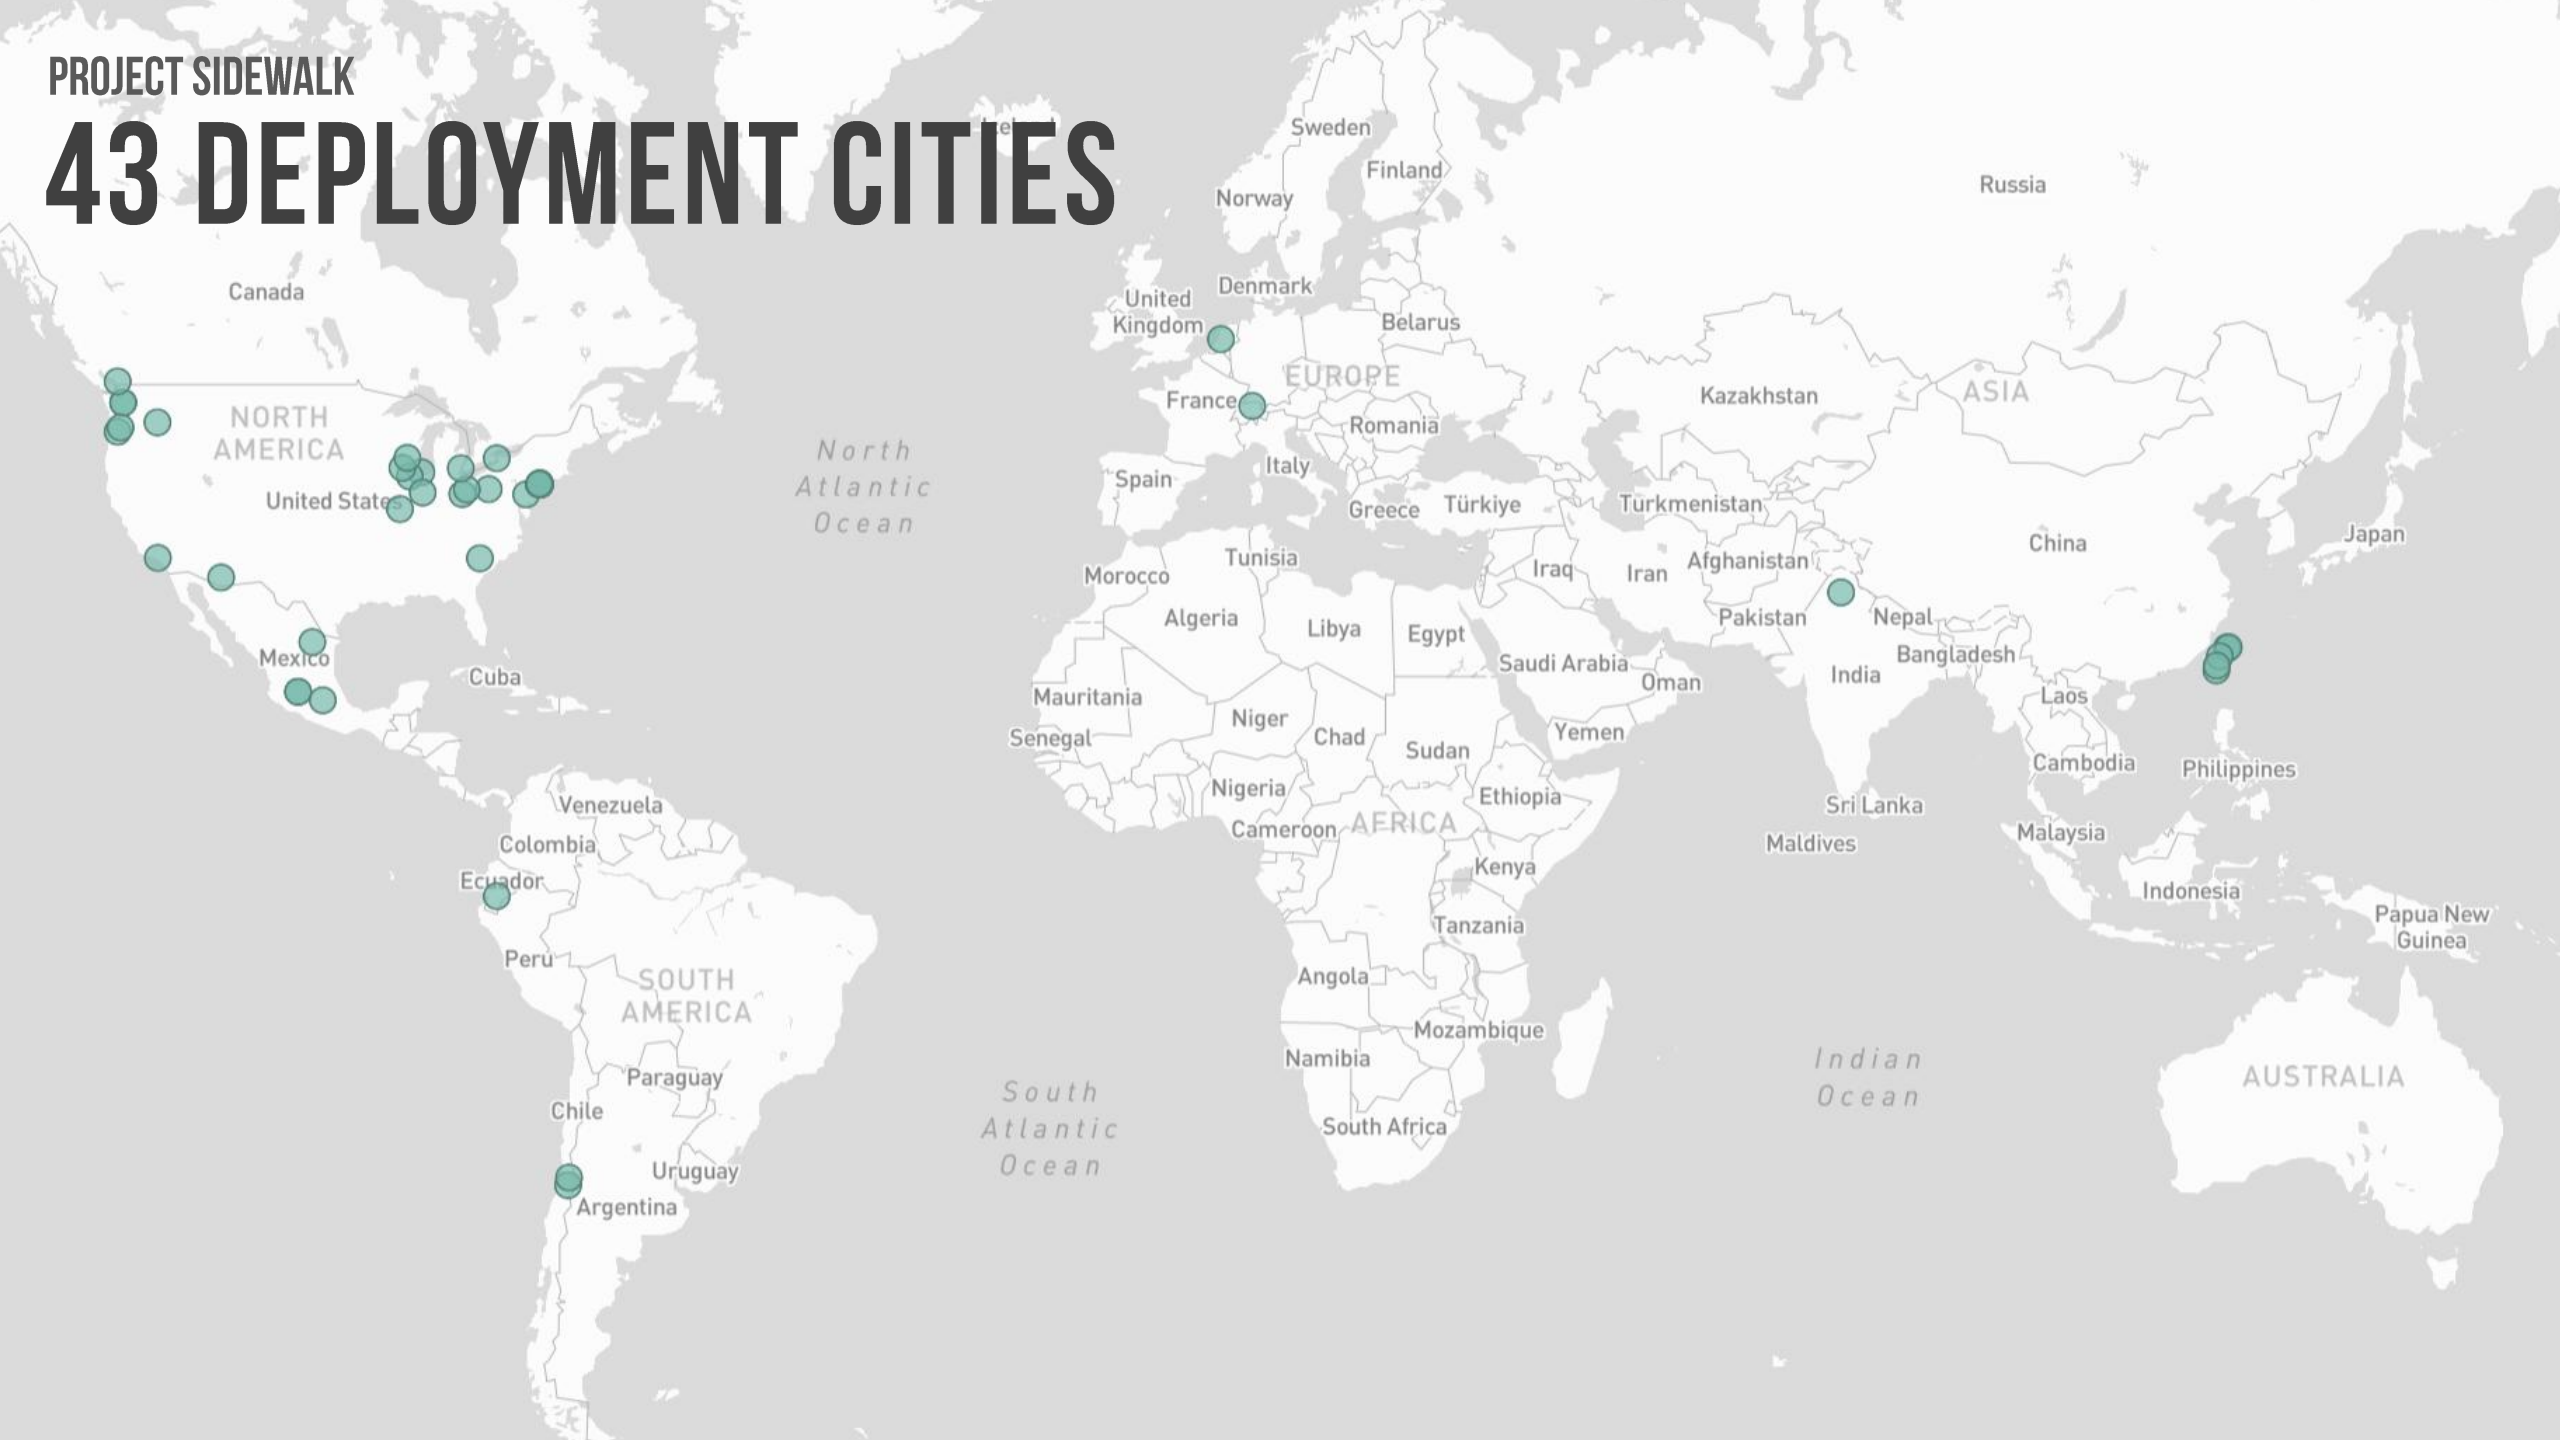 PROJECT SIDEWALK
43 DEPLOYMENT CITIES
Iceland
Sweden
Finland
Norway
Russia
Canada
Denmark
United
Kingdom
Belarus
EUROPE
ASIA
Kazakhstan
France
NORTH
AMERICA
Romania
North
Atlantic
Ocean
Italy
Spain
United States
Greece
Türkiye
Turkmenistan
Japan
China
Tunisia
Morocco
Iraq
Iran
Afghanistan
Algeria
Libya
Egypt
Pakistan
Nepal
Mexico
Cuba
Saudi Arabia
Oman
Bangladesh
India
Mauritania
Laos
Senegal
Niger
Chad
Sudan
Yemen
Cambodia
Philippines
Nigeria
Ethiopia
Venezuela
Sri Lanka
Colombia
Cameroon
AFRICA
Maldives
Malaysia
Ecuador
Kenya
Indonesia
Tanzania
Papua New
Guinea
Peru
SOUTH
AMERICA
Angola
Mozambique
Namibia
Indian
Ocean
AUSTRALIA
Paraguay
Chile
South
Atlantic
Ocean
South Africa
Uruguay
Argentina